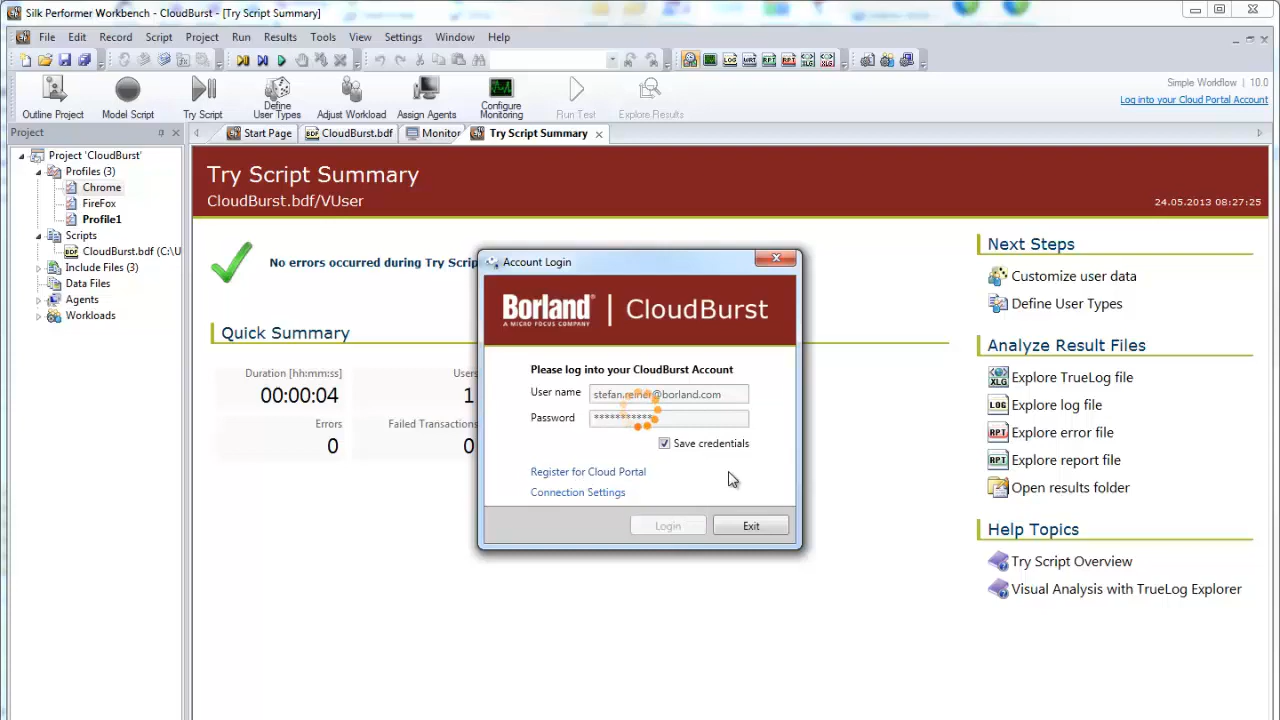 Silk Performer Workbench - CloudBurst - [Try Script Summary]
File Edit Record Script Project Run Results Tools View Settings Window Help
Simple Workflow | 10.0
Log into your Cloud Portal Account
Outline Project
Model Script
Try Script
Define
User Types
Adjust Workload
Assign Agents
Configure
Monitoring
Run Test
Explore Results
Project
Start Page
CloudBurst.bdf
Monitor
Try Script Summary
Project 'CloudBurst'
Profiles (3)
Chrome
FireFox
Profile1
Scripts
CloudBurst.bdf (C:\U
Include Files (3)
Data Files
Agents
Workloads
Try Script Summary
CloudBurst.bdf/VUser
24.05.2013 08:27:25
No errors occurred during Try Scrip
Quick Summary
Duration [hh:mm:ss]
00:00:04
Users
1
Errors
0
Failed Transactions
0
Account Login
Borland
A MICRO FOCUS COMPANY
CloudBurst
Please log into your CloudBurst Account
User name stefan.reiner@borland.com
Password ***********
Save credentials
Register for Cloud Portal
Connection Settings
Login
Exit
Next Steps
Customize user data
Define User Types
Analyze Result Files
Explore TrueLog file
Explore log file
Explore error file
Explore report file
Open results folder
Help Topics
Try Script Overview
Visual Analysis with TrueLog Explorer